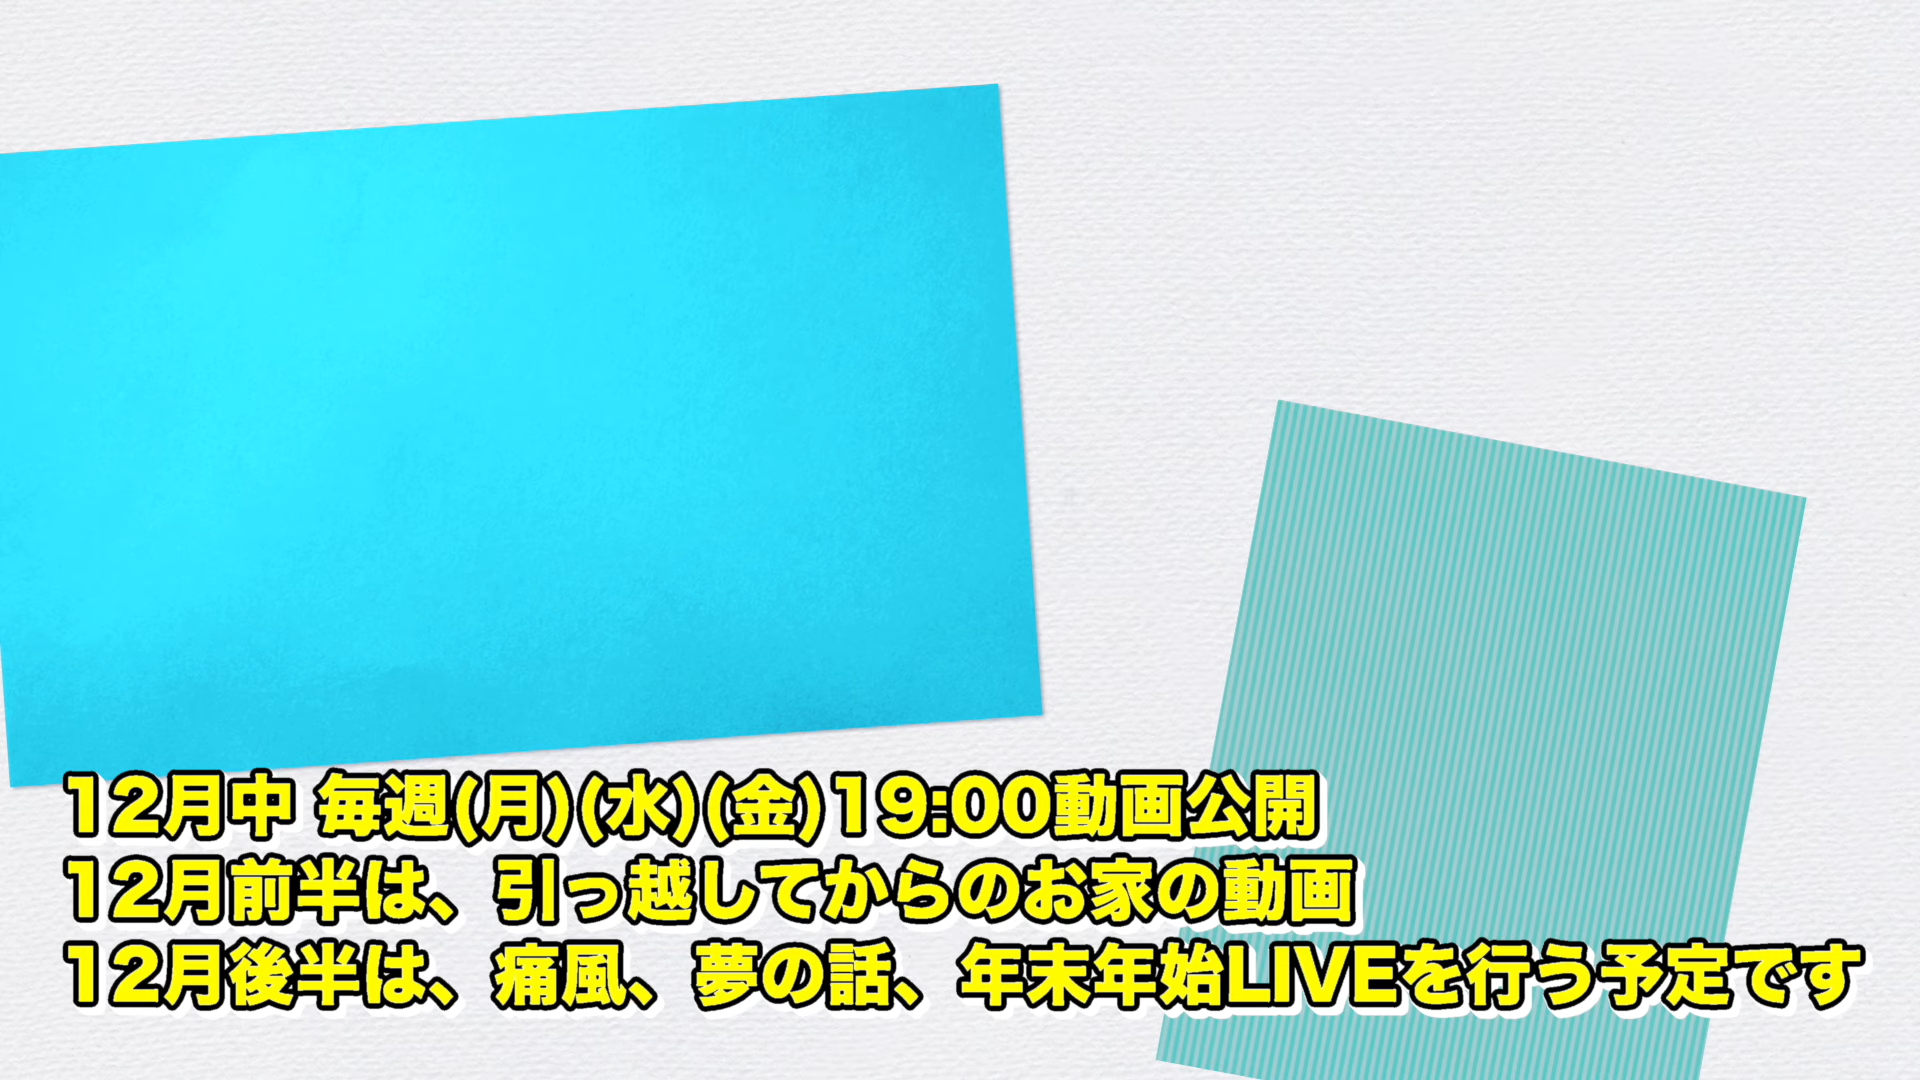 12月中 毎週(月)(水)(金)19:00動画公開
12月前半は、引っ越してからのお家の動画
12月後半は、痛風、夢の話、年末年始LIVEを行う予定です